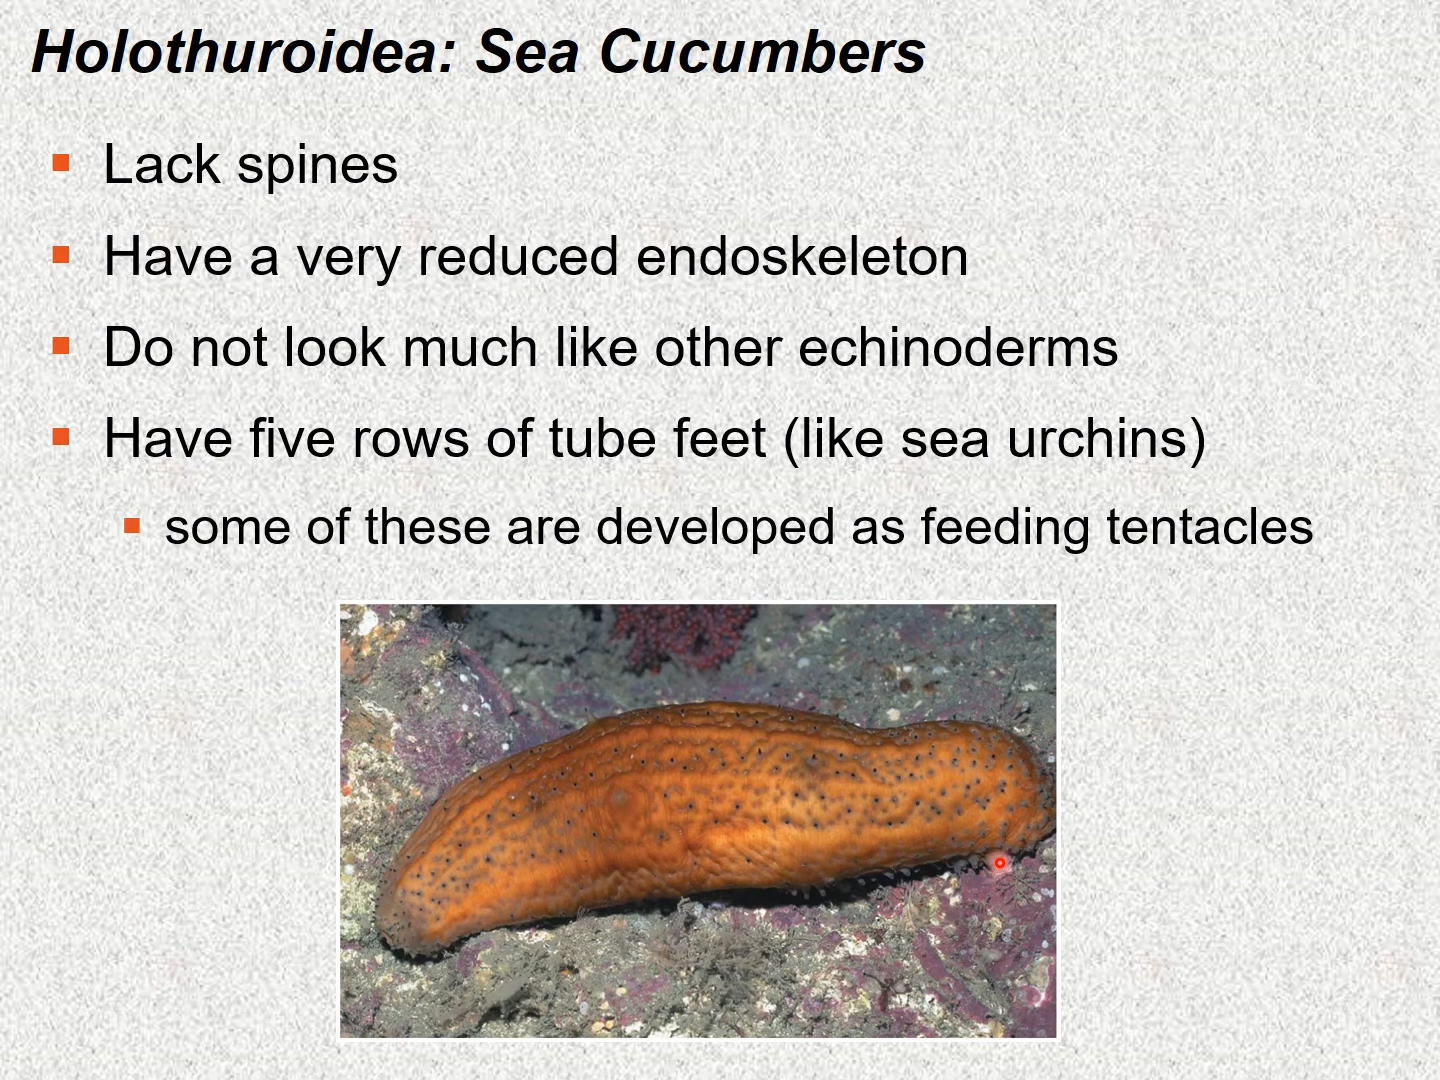 Holothuroidea: Sea Cucumbers
Lack spines
Have a very reduced endoskeleton
Do not look much like other echinoderms
Have five rows of tube feet (like sea urchins)
some of these are developed as feeding tentacles